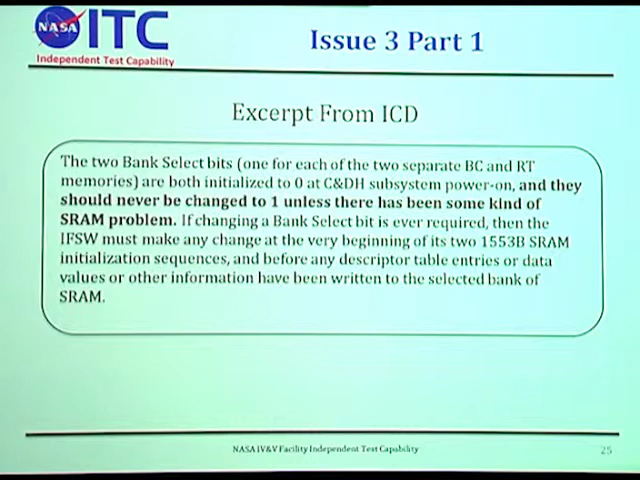 NASA ITC
Independent Test Capability
Issue 3 Part 1
Excerpt From ICD
The two Bank Select bits (one for each of the two separate BC and RT
memories) are both initialized to 0 at C&DH subsystem power-on, and they
should never be changed to 1 unless there has been some kind of
SRAM problem. If changing a Bank Select bit is ever required, then the
IFSW must make any change at the very beginning of its two 1553B SRAM
initialization sequences, and before any descriptor table entries or data
values or other information have been written to the selected bank of
SRAM.
NASA IV&V Facility Independent Test Capability
25